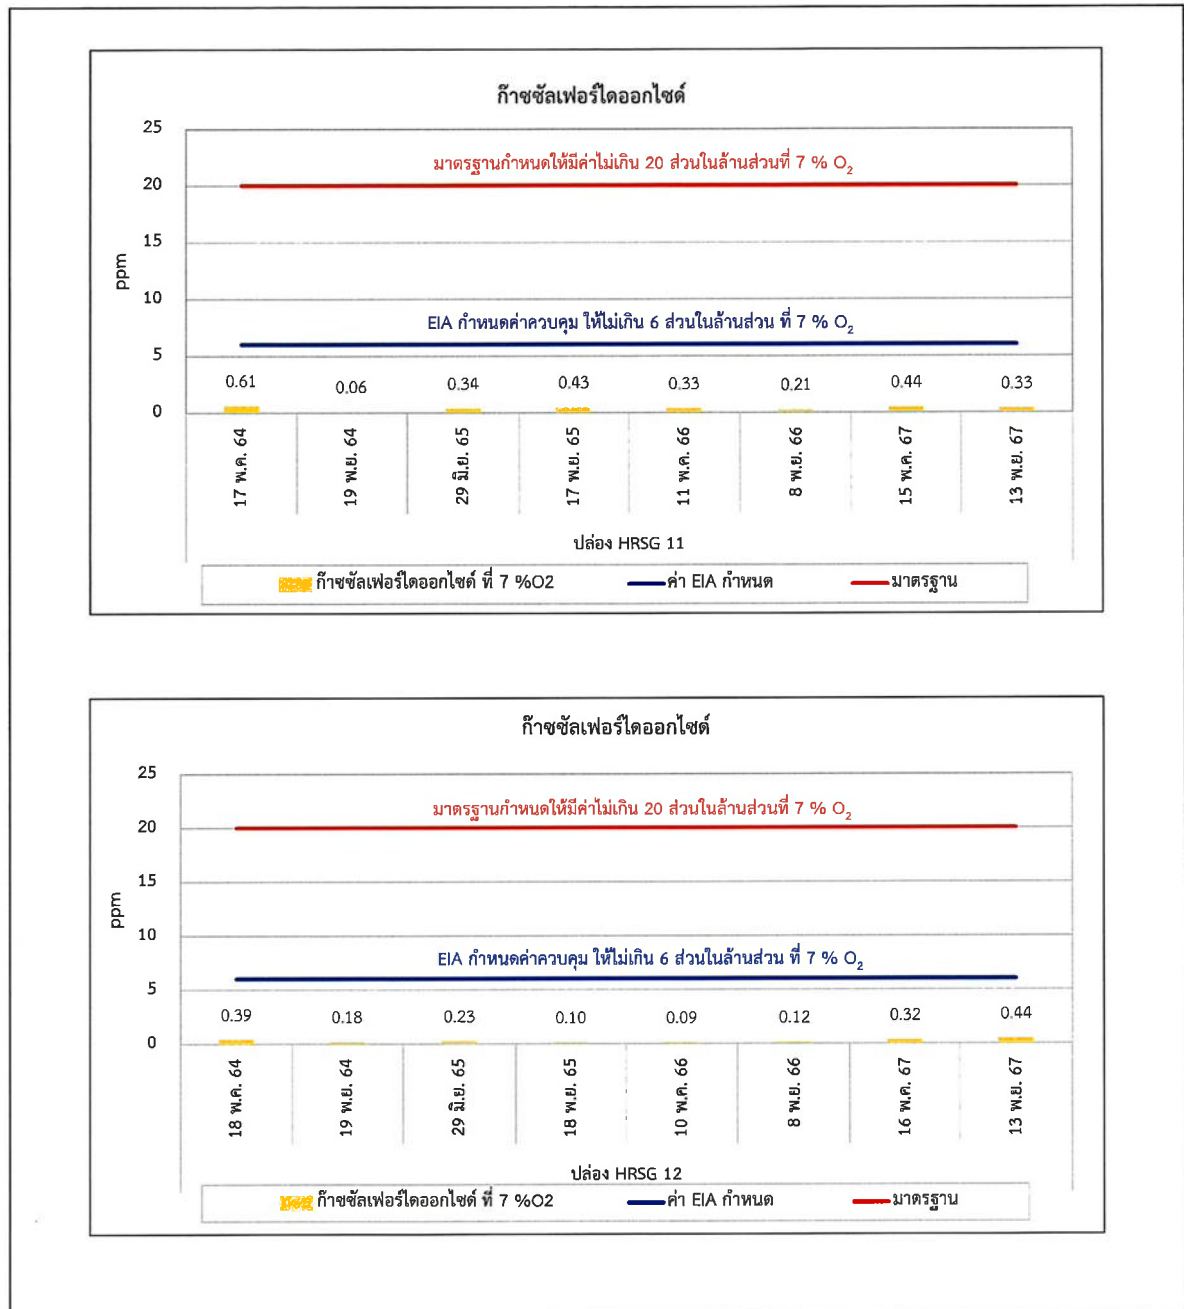 ก๊าซซัลเฟอร์ไดออกไซด์
25
มาตรฐานกำหนดให้มีค่าไม่เกิน 20 ส่วนในล้านส่วนที่ 7 % O₂
20
15
ppm
10
EIA กำหนดค่าควบคุม ให้ไม่เกิน 6 ส่วนในล้านส่วน ที่ 7 % O₂
5
0.61 0.06 0.34 0.43 0.33 0.21 0.44 0.33
0
17 พ.ค. 64
19 พ.ย. 64
29 มิ.ย. 65
17 พ.ย. 65
11 พ.ค. 66
8 พ.ย. 66
15 พ.ค. 67
13 พ.ย. 67
ปล่อง HRSG 11
ก๊าซซัลเฟอร์ไดออกไซด์ ที่ 7 %O2 ค่า EIA กำหนด มาตรฐาน
ก๊าซซัลเฟอร์ไดออกไซด์
25
มาตรฐานกำหนดให้มีค่าไม่เกิน 20 ส่วนในล้านส่วนที่ 7 % O₂
20
15
ppm
10
EIA กำหนดค่าควบคุม ให้ไม่เกิน 6 ส่วนในล้านส่วน ที่ 7 % O₂
5
0.39 0.18 0.23 0.10 0.09 0.12 0.32 0.44
0
18 พ.ค. 64
19 พ.ย. 64
29 มิ.ย. 65
18 พ.ย. 65
10 พ.ค. 66
8 พ.ย. 66
16 พ.ค. 67
13 พ.ย. 67
ปล่อง HRSG 12
ก๊าซซัลเฟอร์ไดออกไซด์ ที่ 7 %O2 ค่า EIA กำหนด มาตรฐาน